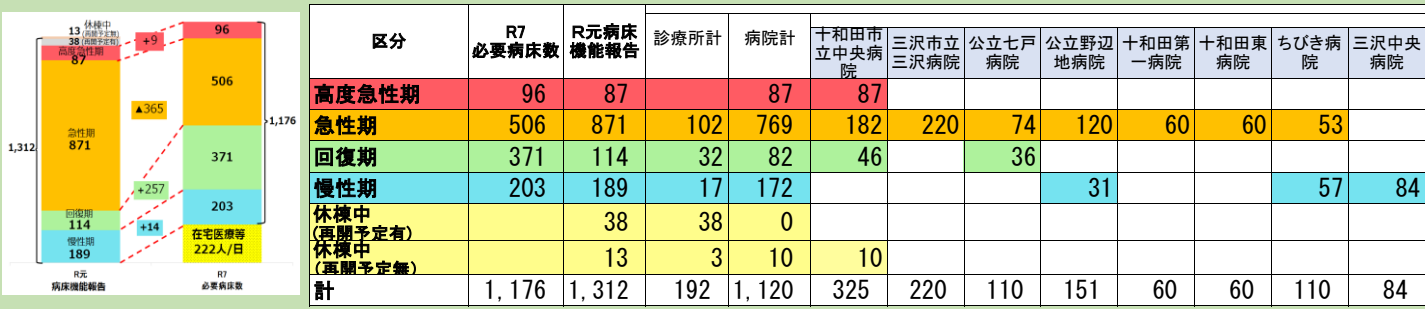 休棟中
13 (再開予定無)
38 (再開予定有)
高度急性期
87
急性期
871
1,312
回復期
114
慢性期
189
R元
病床機能報告
+9
▲365
+257
+14
96
506
1,176
371
203
在宅医療等
222人/日
R7
必要病床数
区分 R7 必要病床数 R元病床機能報告 診療所計 病院計 十和田市立中央病院 三沢市立三沢病院 公立七戸病院 公立野辺地病院 十和田第一病院 十和田東病院 ちびき病院 三沢中央病院
高度急性期 96 87 87 87
急性期 506 871 102 769 182 220 74 120 60 60 53
回復期 371 114 32 82 46 36
慢性期 203 189 17 172 31 57 84
休棟中
(再開予定有) 38 38 0
休棟中
(再開予定無) 13 3 10 10
計 1,176 1,312 192 1,120 325 220 110 151 60 60 110 84